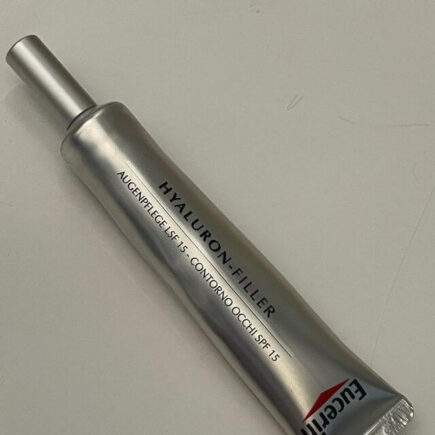 HYALURON-FILLER
AUGENPFLEGE LSF 15 - CONTORNO OCCHI SPF 15
Eucerin